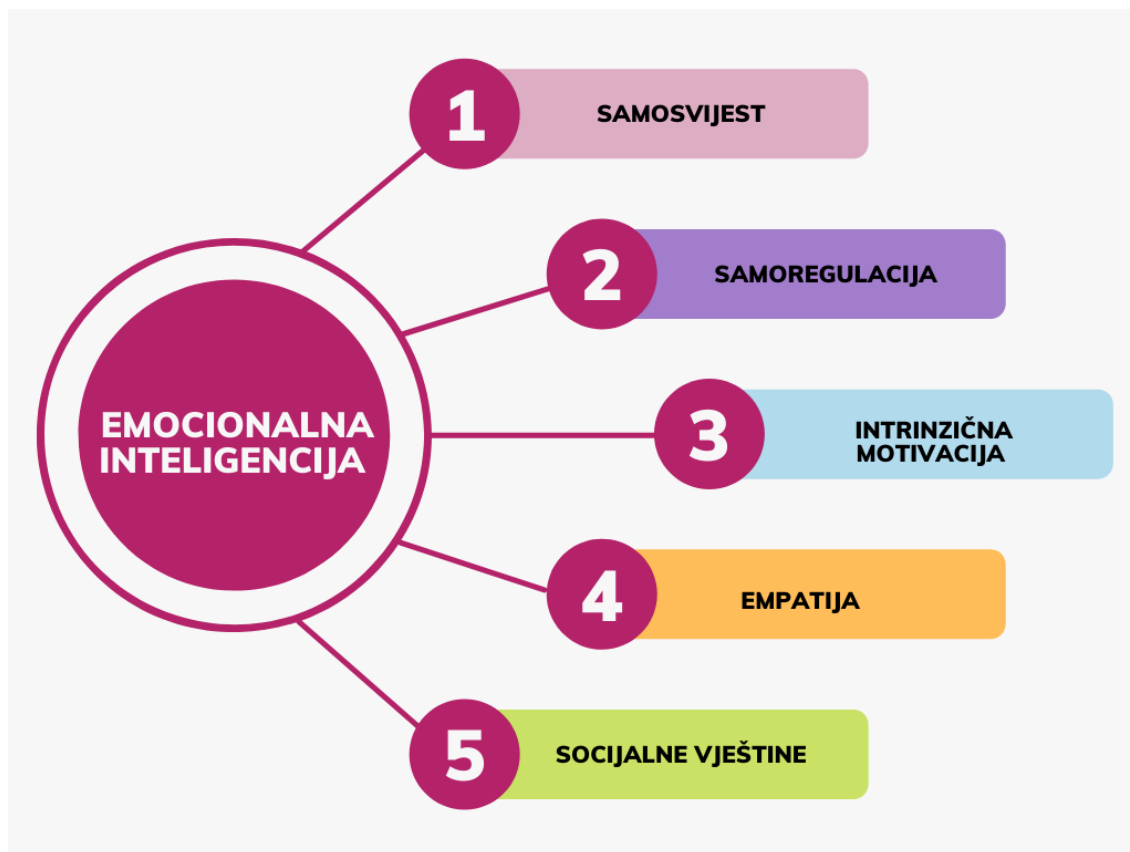 EMOCIONALNA
INTELIGENCIJA
1
SAMOSVIJEST
2
SAMOREGULACIJA
3
INTRINZIČNA
MOTIVACIJA
4
EMPATIJA
5
SOCIJALNE VJEŠTINE